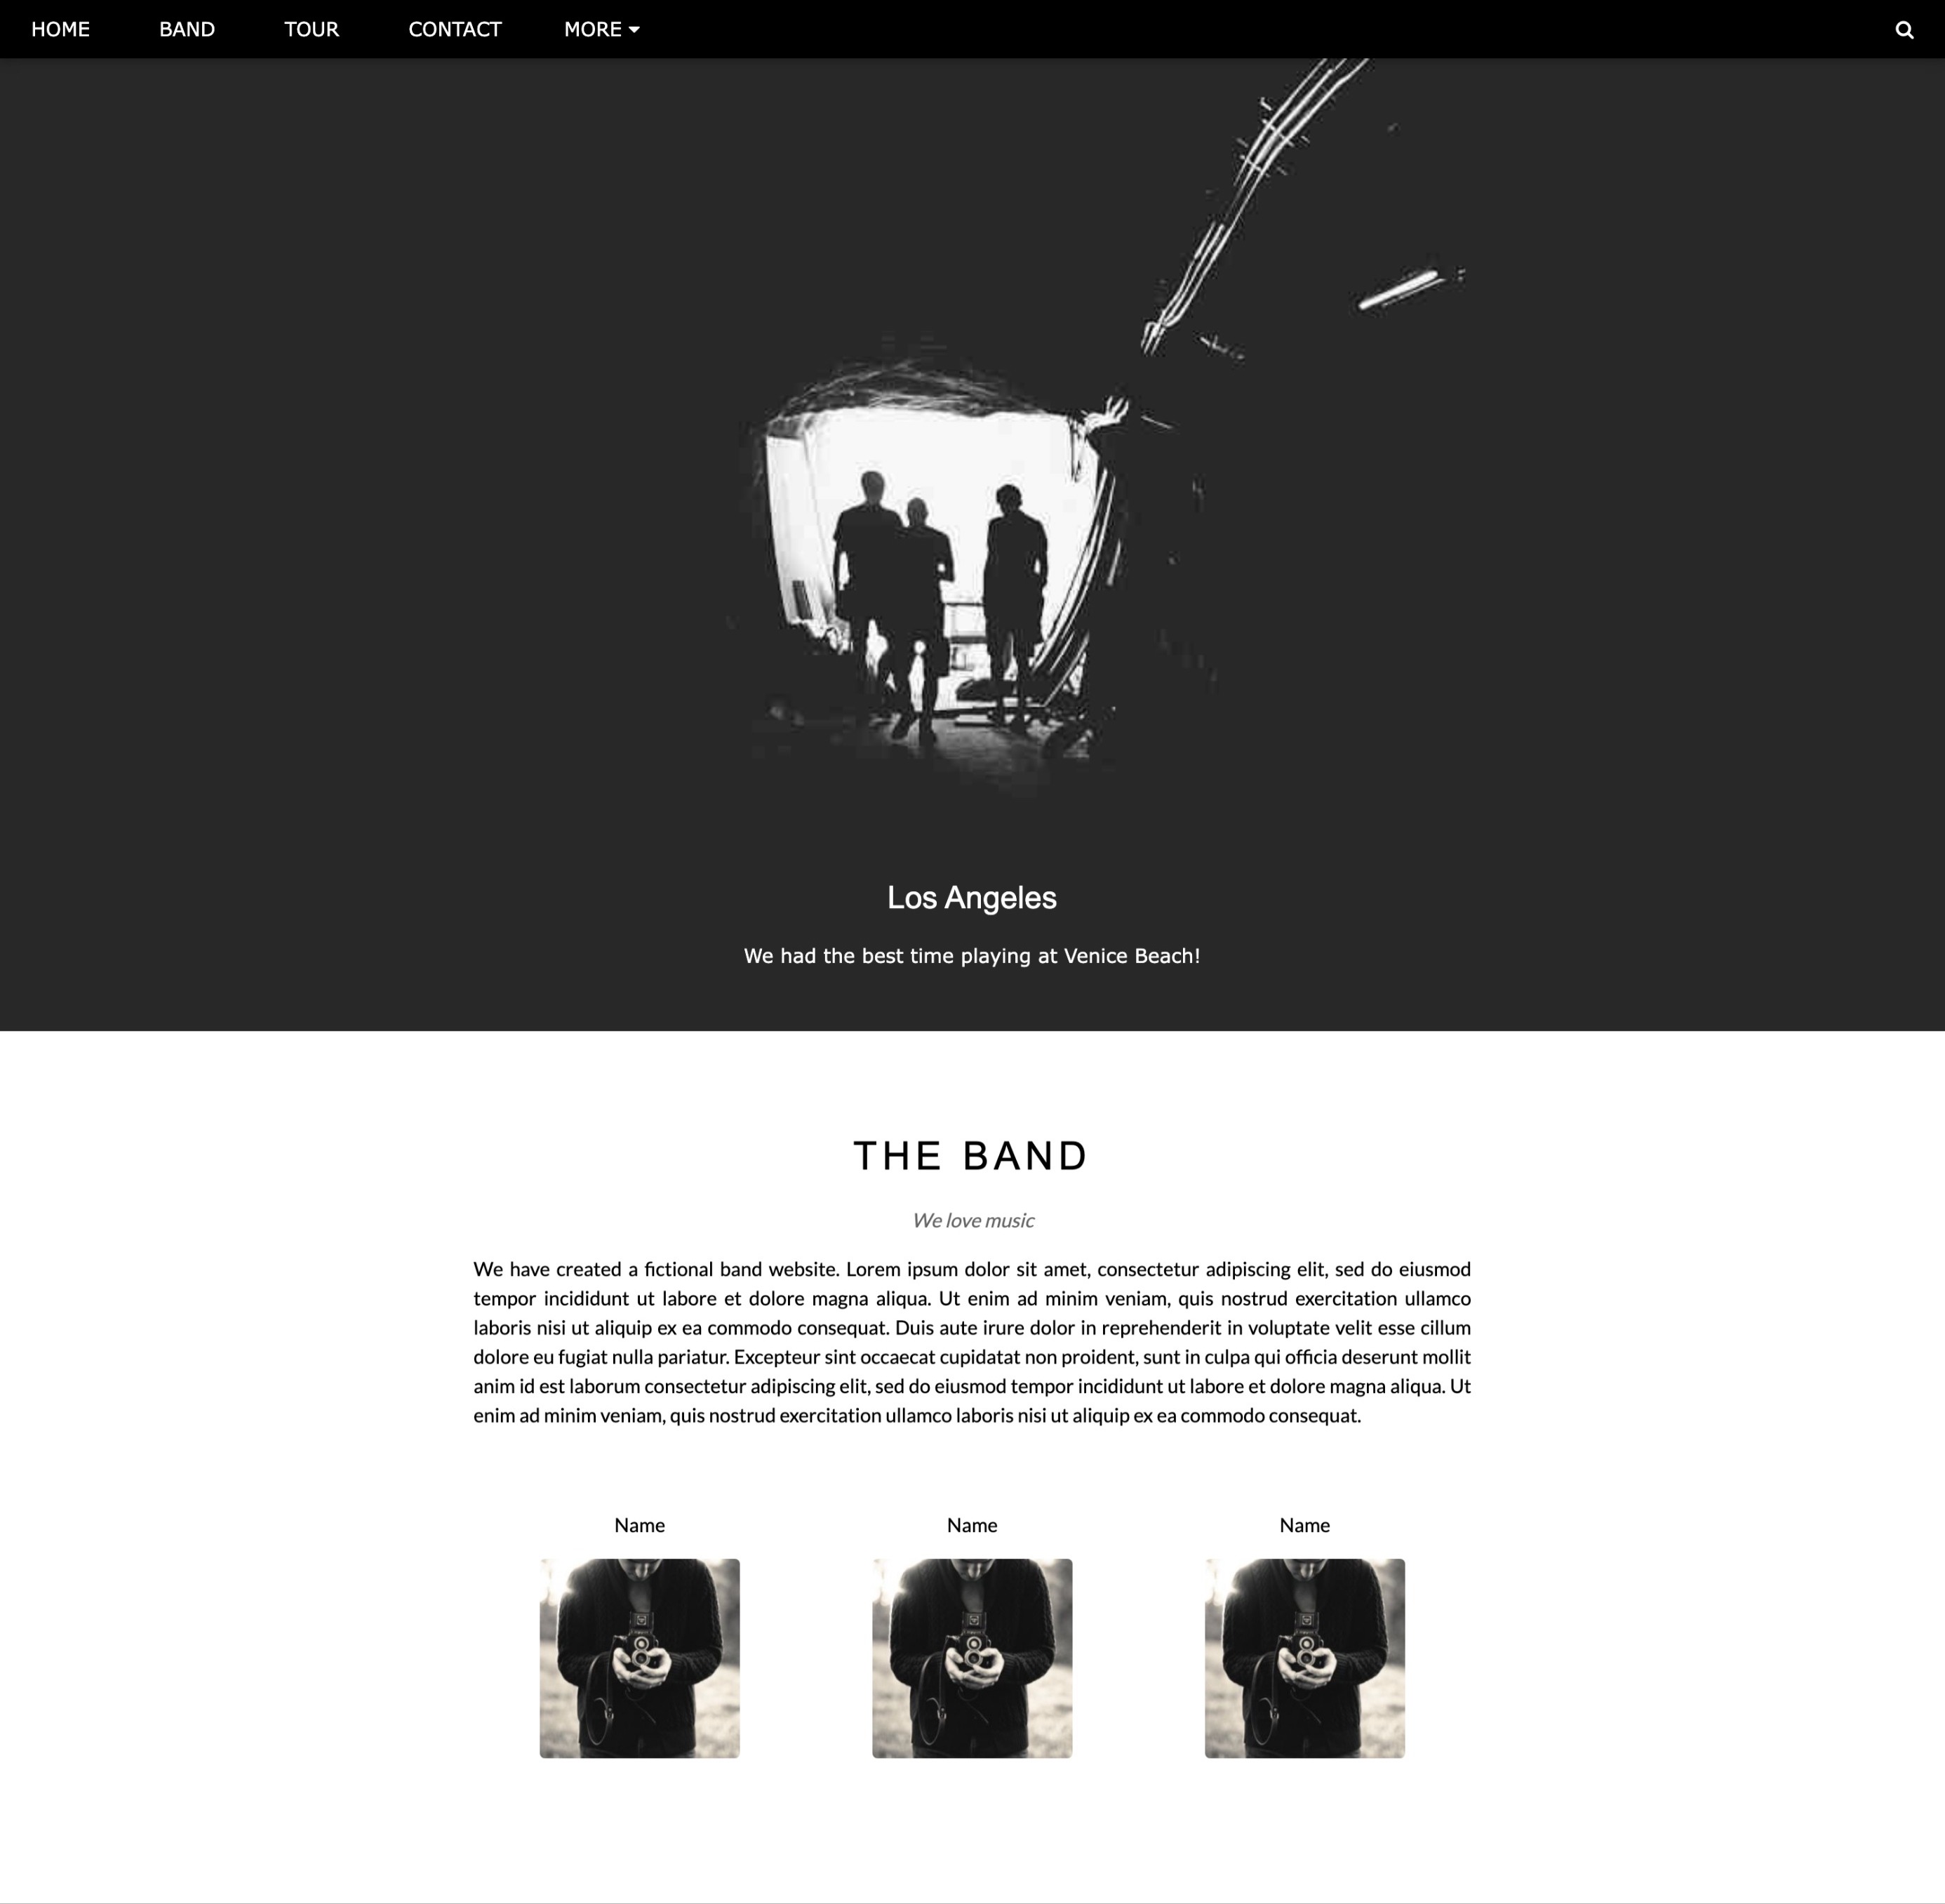 HOME BAND TOUR CONTACT MORE
Los Angeles
We had the best time playing at Venice Beach!
THE BAND
We love music
We have created a fictional band website. Lorem ipsum dolor sit amet, consectetur adipiscing elit, sed do eiusmod
tempor incididunt ut labore et dolore magna aliqua. Ut enim ad minim veniam, quis nostrud exercitation ullamco
laboris nisi ut aliquip ex ea commodo consequat. Duis aute irure dolor in reprehenderit in voluptate velit esse cillum
dolore eu fugiat nulla pariatur. Excepteur sint occaecat cupidatat non proident, sunt in culpa qui officia deserunt mollit
anim id est laborum consectetur adipiscing elit, sed do eiusmod tempor incididunt ut labore et dolore magna aliqua. Ut
enim ad minim veniam, quis nostrud exercitation ullamco laboris nisi ut aliquip ex ea commodo consequat.
Name Name Name